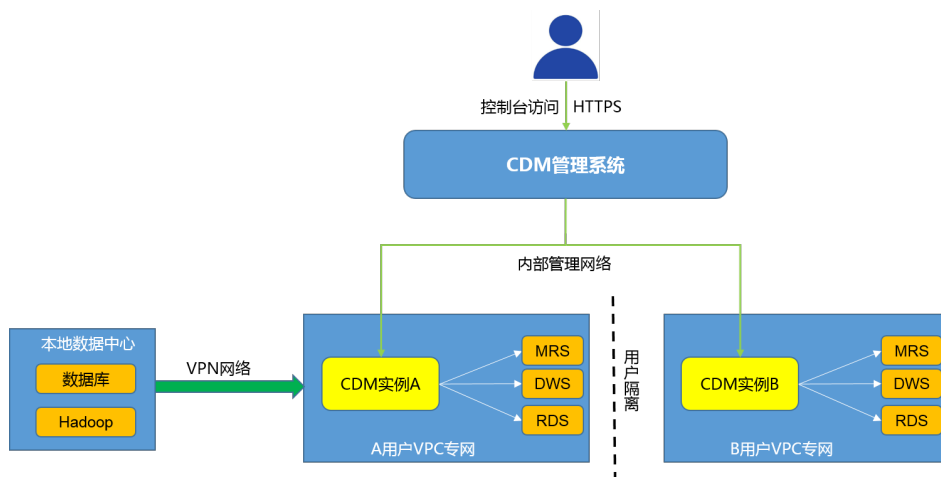 控制台访问 HTTPS
CDM管理系统
内部管理网络
本地数据中心
数据库
Hadoop
VPN网络
CDM实例A
MRS
DWS
RDS
A用户VPC专网
用户隔离
CDM实例B
MRS
DWS
RDS
B用户VPC专网